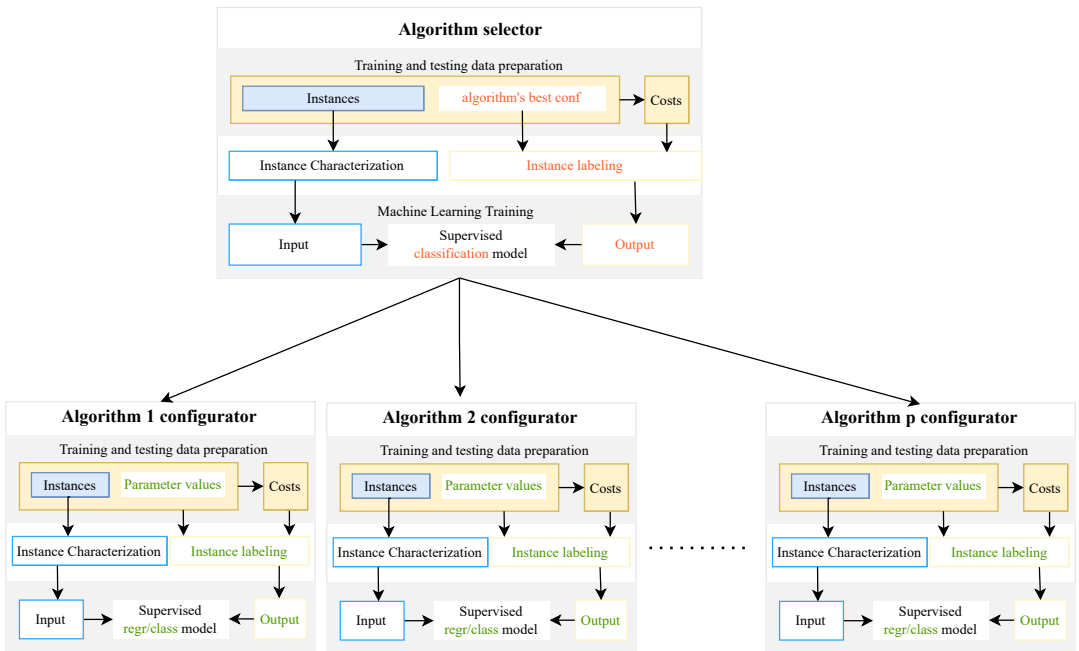 Algorithm selector
Training and testing data preparation
Instances
algorithm's best conf
Costs
Instance Characterization
Instance labeling
Machine Learning Training
Input
Supervised
classification model
Output
Algorithm 1 configurator
Training and testing data preparation
Instances
Parameter values
Costs
Instance Characterization
Instance labeling
Input
Supervised
regr/class model
Output
Algorithm 2 configurator
Training and testing data preparation
Instances
Parameter values
Costs
Instance Characterization
Instance labeling
Input
Supervised
regr/class model
Output
Algorithm p configurator
Training and testing data preparation
Instances
Parameter values
Costs
Instance Characterization
Instance labeling
Input
Supervised
regr/class model
Output